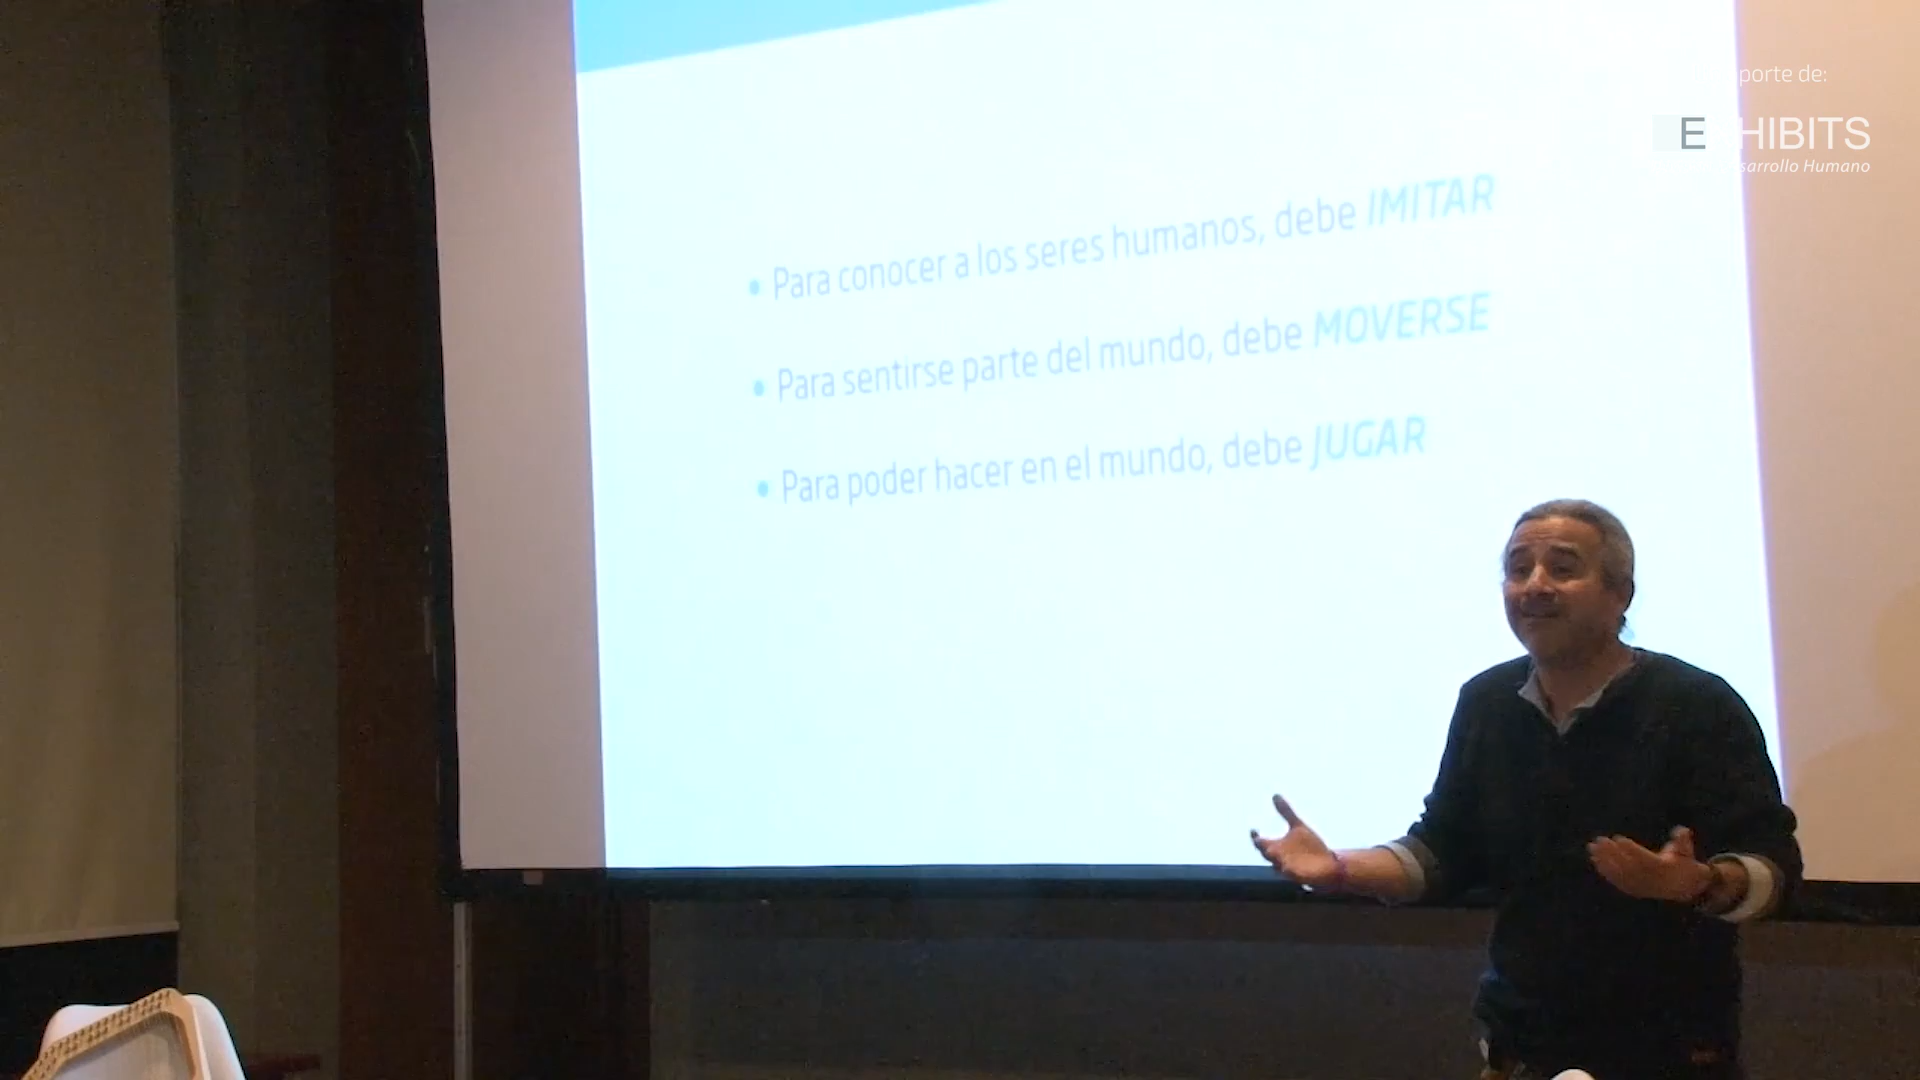 porte de:
E HIBITS
sarrollo Humano
• Para conocer a los seres humanos, debe IMITAR
• Para sentirse parte del mundo, debe MOVERSE
• Para poder hacer en el mundo, debe JUGAR